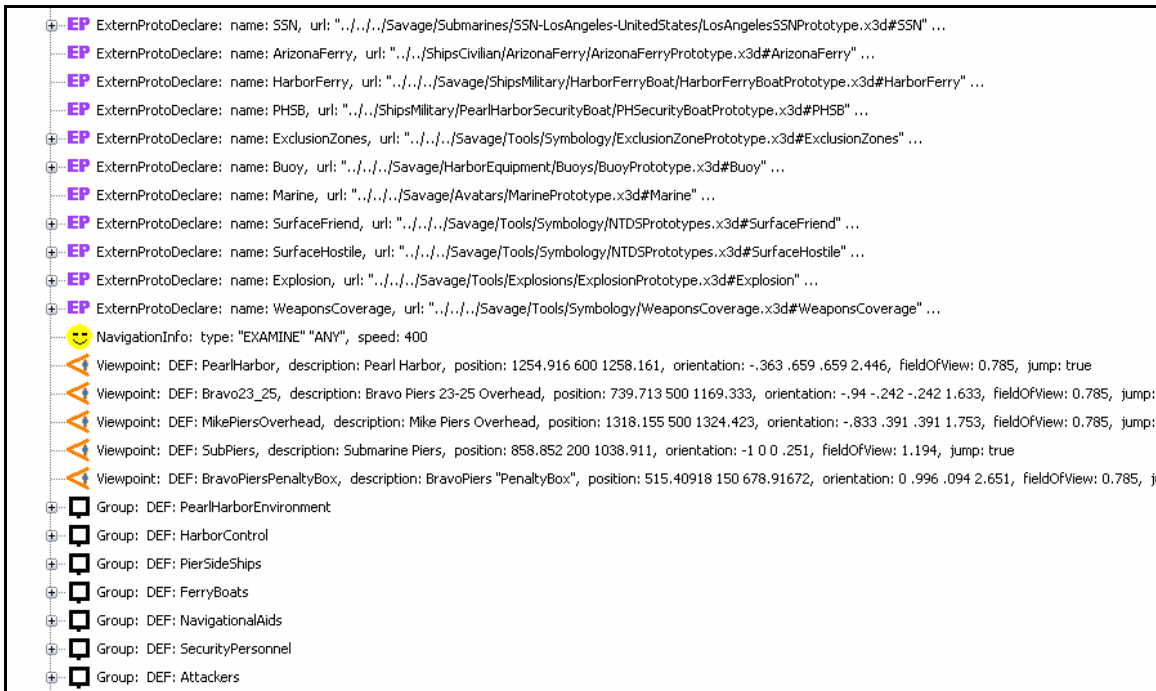 EP ExternProtoDeclare: name: SSN, url: "../../../Savage/Submarines/SSN-LosAngeles-UnitedStates/LosAngelesSSNPrototype.x3d#SSN" ...
EP ExternProtoDeclare: name: ArizonaFerry, url: "../../ShipsCivilian/ArizonaFerry/ArizonaFerryPrototype.x3d#ArizonaFerry" ...
EP ExternProtoDeclare: name: HarborFerry, url: "../../../Savage/ShipsMilitary/HarborFerryBoat/HarborFerryBoatPrototype.x3d#HarborFerry" ...
EP ExternProtoDeclare: name: PHSB, url: "../../ShipsMilitary/PearlHarborSecurityBoat/PHSecurityBoatPrototype.x3d#PHSB" ...
EP ExternProtoDeclare: name: ExclusionZones, url: "../../../Savage/Tools/Symbology/ExclusionZonePrototype.x3d#ExclusionZones" ...
EP ExternProtoDeclare: name: Buoy, url: "../../../Savage/HarborEquipment/Buoys/BuoyPrototype.x3d#Buoy" ...
EP ExternProtoDeclare: name: Marine, url: "../../../Savage/Avatars/MarinePrototype.x3d#Marine" ...
EP ExternProtoDeclare: name: SurfaceFriend, url: "../../../Savage/Tools/Symbology/NTDSPrototypes.x3d#SurfaceFriend" ...
EP ExternProtoDeclare: name: SurfaceHostile, url: "../../../Savage/Tools/Symbology/NTDSPrototypes.x3d#SurfaceHostile" ...
EP ExternProtoDeclare: name: Explosion, url: "../../../Savage/Tools/Explosions/ExplosionPrototype.x3d#Explosion" ...
EP ExternProtoDeclare: name: WeaponsCoverage, url: "../../../Savage/Tools/Symbology/WeaponsCoverage.x3d#WeaponsCoverage" ...
NavigationInfo: type: "EXAMINE" "ANY", speed: 400
Viewpoint: DEF: PearlHarbor, description: Pearl Harbor, position: 1254.916 600 1258.161, orientation: -.363 .659 .659 2.446, fieldOfView: 0.785, jump: true
Viewpoint: DEF: Bravo23_25, description: Bravo Piers 23-25 Overhead, position: 739.713 500 1169.333, orientation: -.94 -.242 -.242 1.633, fieldOfView: 0.785, jump:
Viewpoint: DEF: MikePiersOverhead, description: Mike Piers Overhead, position: 1318.155 500 1324.423, orientation: -.833 .391 .391 1.753, fieldOfView: 0.785, jump:
Viewpoint: DEF: SubPiers, description: Submarine Piers, position: 858.852 200 1038.911, orientation: -1 0 0 .251, fieldOfView: 1.194, jump: true
Viewpoint: DEF: BravoPiersPenaltyBox, description: BravoPiers "PenaltyBox", position: 515.40918 150 678.91672, orientation: 0 .996 .094 2.651, fieldOfView: 0.785,
Group: DEF: PearlHarborEnvironment
Group: DEF: HarborControl
Group: DEF: PierSideShips
Group: DEF: FerryBoats
Group: DEF: NavigationalAids
Group: DEF: SecurityPersonnel
Group: DEF: Attackers